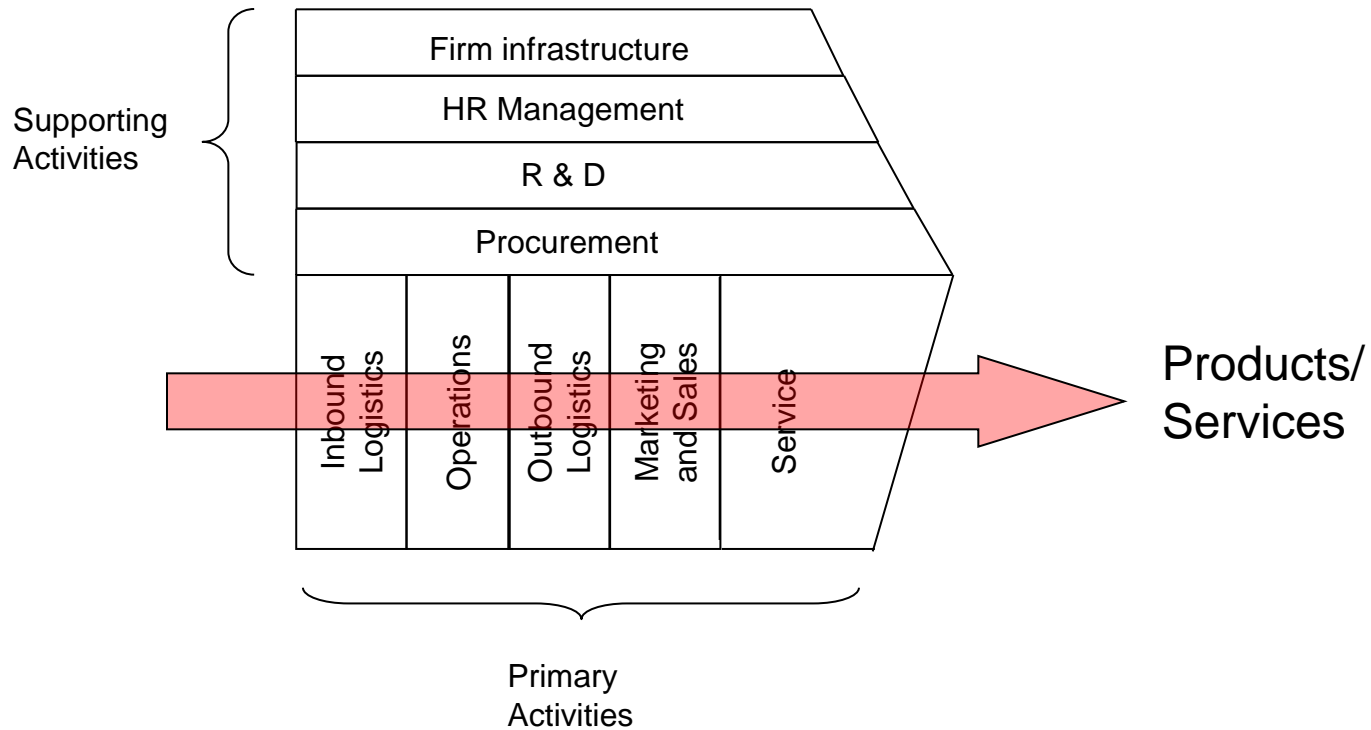 Firm infrastructure
HR Management
R & D
Procurement
Supporting
Activities
Inbound
Logistics
Operations
Outbound
Logistics
Marketing
and Sales
Service
Products/
Services
Primary
Activities